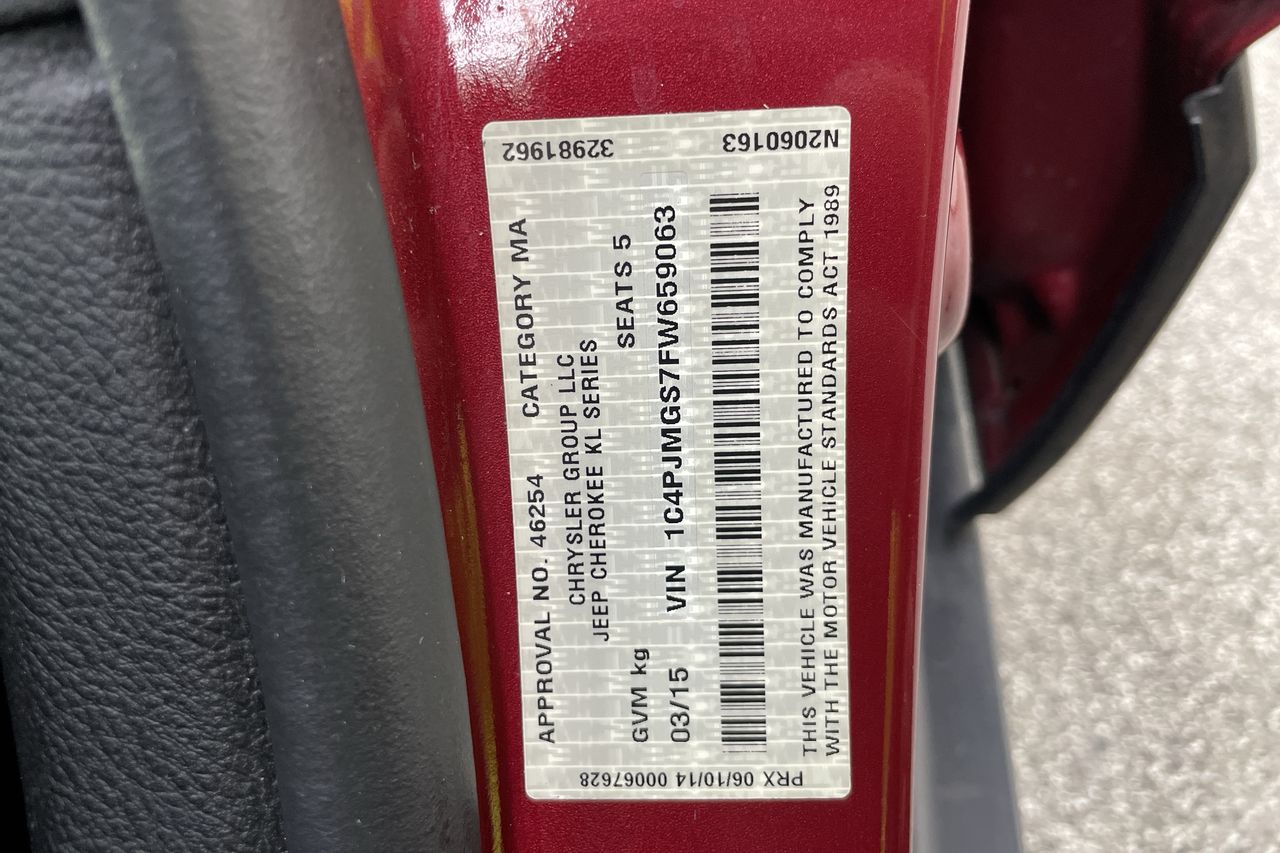 32981962
N2060163
APPROVAL NO. 46254 CATEGORY MA
CHRYSLER GROUP LLC
JEEP CHEROKEE KL SERIES
GVM kg SEATS 5
03/15 VIN 1C4PJMGS7FW659063
THIS VEHICLE WAS MANUFACTURED TO COMPLY
WITH THE MOTOR VEHICLE STANDARDS ACT 1989
PRX 06/10/14 00067628